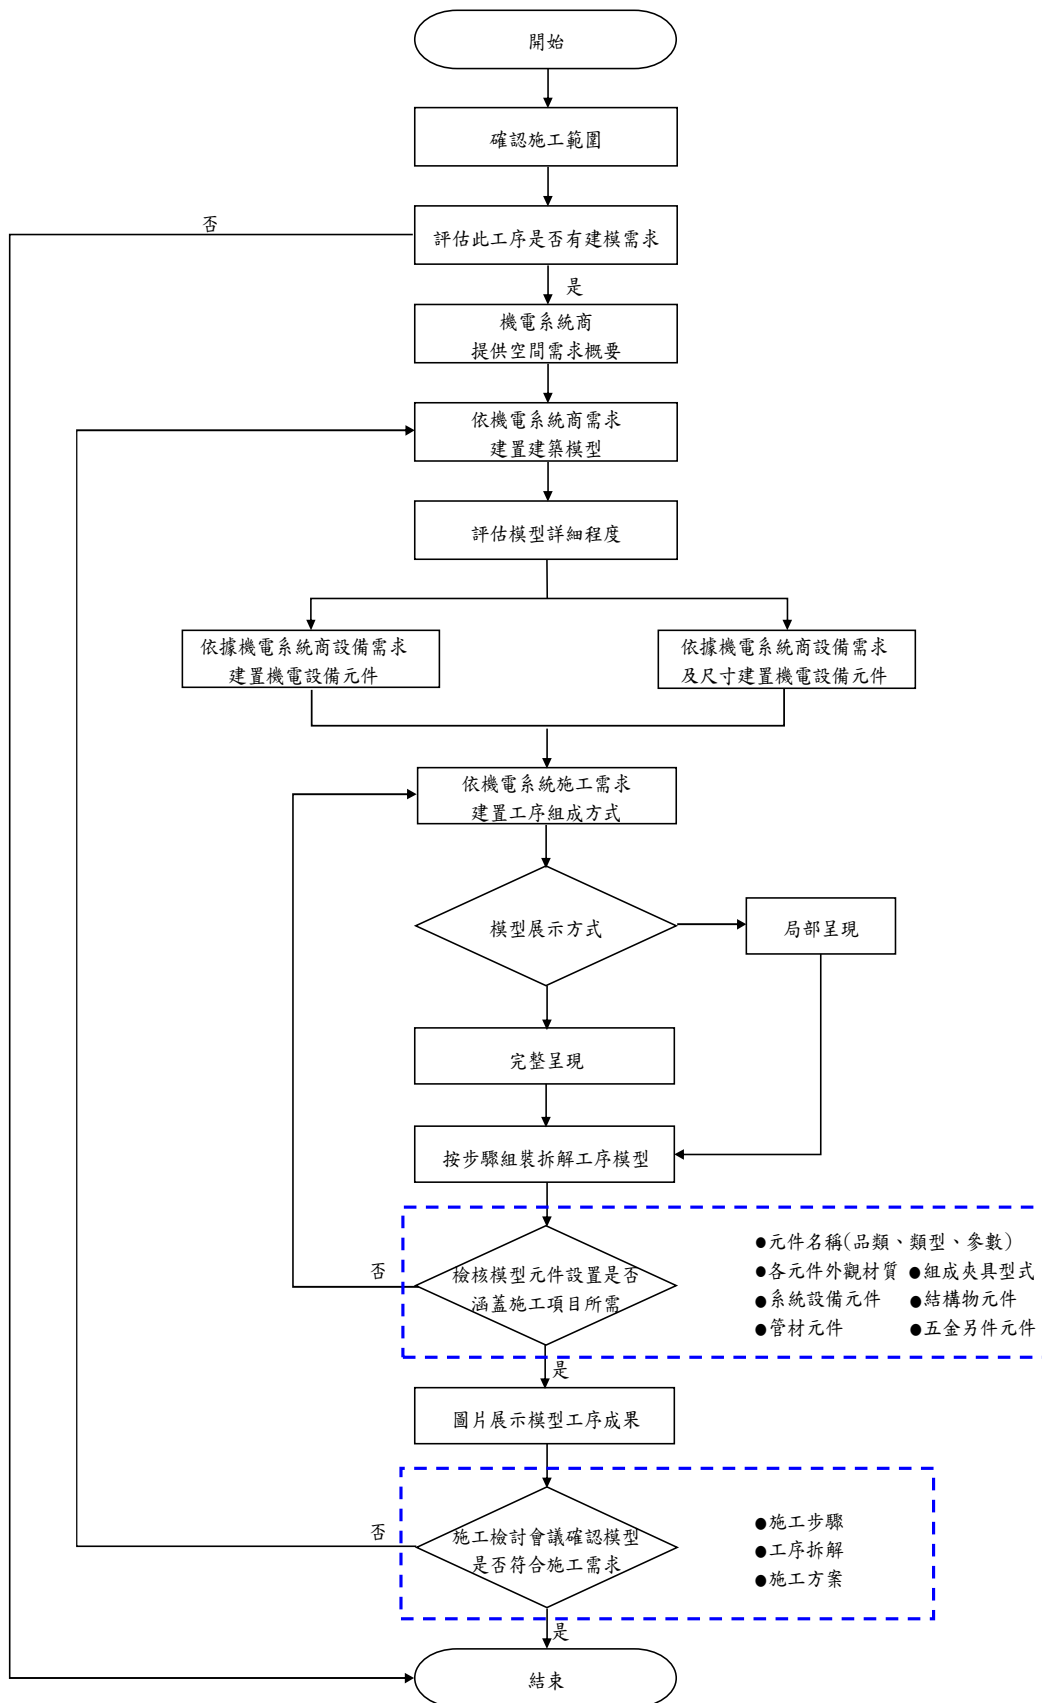 開始
確認施工範圍
否
評估此工序是否有建模需求
是
機電系統商
提供空間需求概要
依機電系統商需求
建置建築模型
評估模型詳細程度
依據機電系統商設備需求
建置機電設備元件
依據機電系統商設備需求
及尺寸建置機電設備元件
依機電系統施工需求
建置工序組成方式
模型展示方式
局部呈現
完整呈現
按步驟組裝拆解工序模型
否
檢核模型元件設置是否
涵蓋施工項目所需
●元件名稱(品類、類型、參數)
●各元件外觀材質 ●組成夾具型式
●系統設備元件 ●結構物元件
●管材元件 ●五金另件元件
是
圖片展示模型工序成果
否
施工檢討會議確認模型
是否符合施工需求
●施工步驟
●工序拆解
●施工方案
是
結束